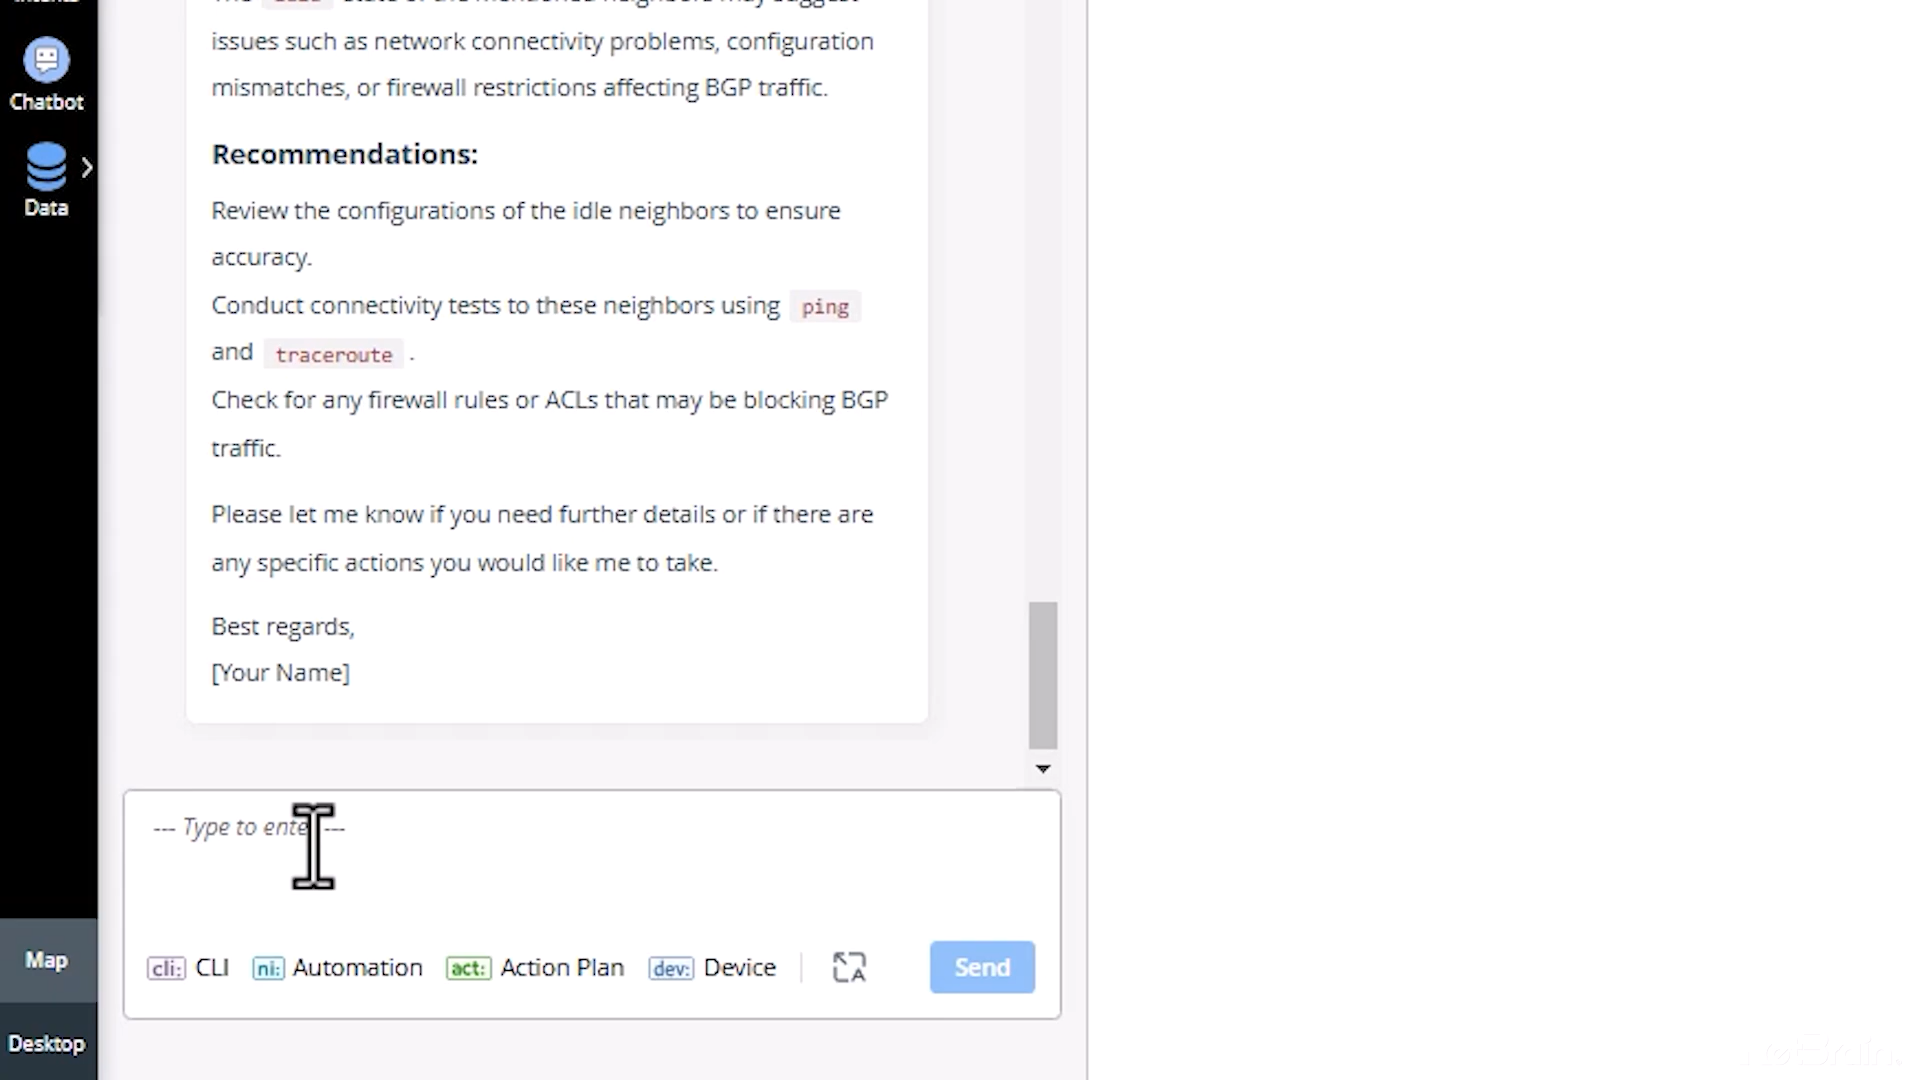 Chatbot
Data
issues such as network connectivity problems, configuration
mismatches, or firewall restrictions affecting BGP traffic.
Recommendations:
Review the configurations of the idle neighbors to ensure
accuracy.
Conduct connectivity tests to these neighbors using ping
and traceroute .
Check for any firewall rules or ACLs that may be blocking BGP
traffic.
Please let me know if you need further details or if there are
any specific actions you would like me to take.
Best regards,
[Your Name]
--- Type to enter ---
cli: CLI ni: Automation act: Action Plan dev: Device
Send
Map
Desktop